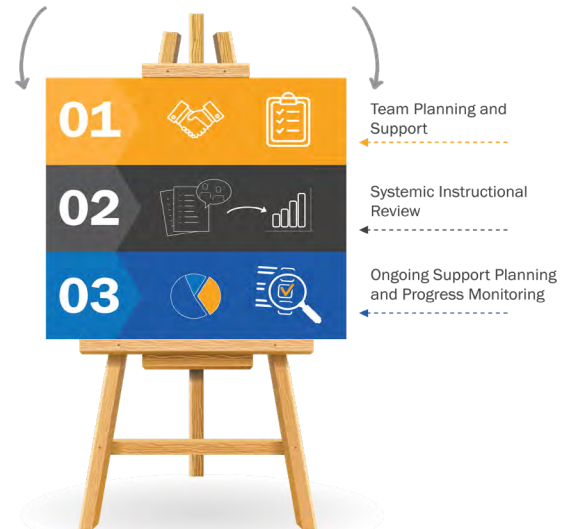 01
Team Planning and
Support
02
Systemic Instructional
Review
03
Ongoing Support Planning
and Progress Monitoring